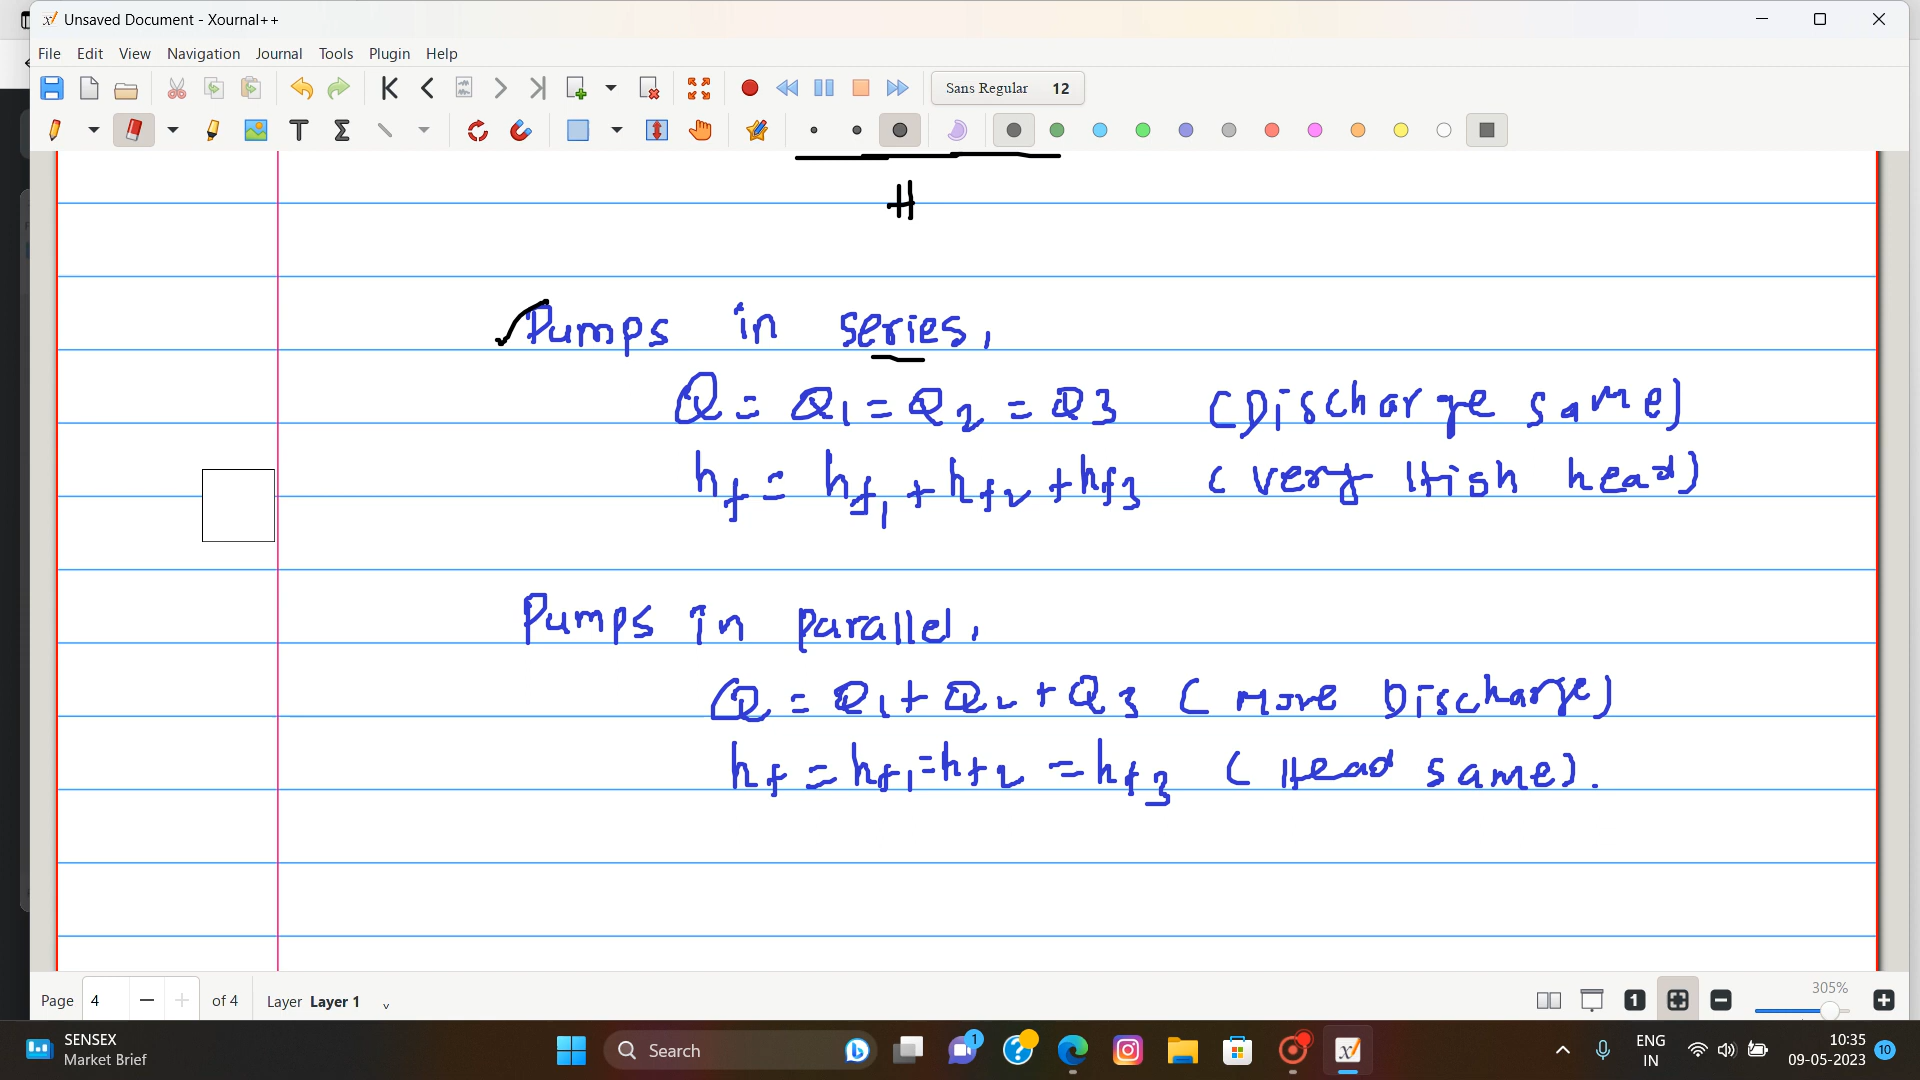 Unsaved Document - Xournal++
File Edit View Navigation Journal Tools Plugin Help
Sans Regular 12
H
Pumps in series,
Q = Q1 = Q2 = Q3 (Discharge same)
hf = hf1 + hf2 + hf3 (very High head)
Pumps in parallel,
Q = Q1 + Q2 + Q3 (More Discharge)
hf = hf1 = hf2 = hf3 (Head same).
Page 4 of 4 Layer Layer 1
305%
SENSEX
Market Brief
Search
1
ENG
IN
10:35
09-05-2023
10